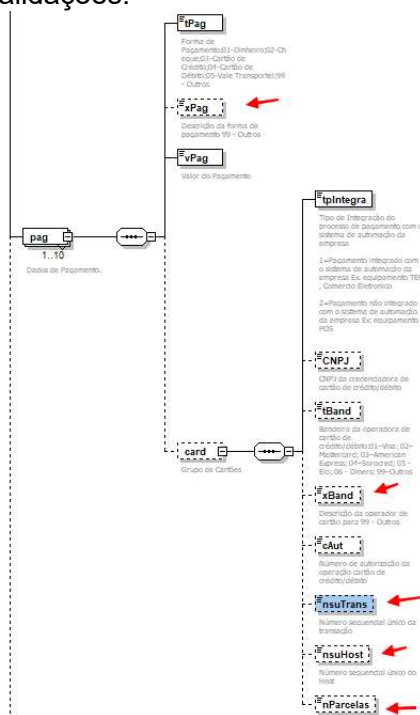 alidações.
tPag
Forma de
Pagamento:01-Dinheiro;02-Ch
eque;03-Cartão de
Crédito;04-Cartão de
Débito;05-Vale Transporte|;99
- Outros
xPag
Descrição da forma de
pagamento 99 - Outros
vPag
Valor do Pagamento
pag
1..10
Dados de Pagamento.
tpIntegra
Tipo de Integração do
processo de pagamento com o
sistema de automação da
empresa
1=Pagamento integrado com
o sistema de automação da
empresa Ex. equipamento TEF
, Comercio Eletronico
2=Pagamento não integrado
com o sistema de automação
da empresa Ex: equipamento
POS
CNPJ
CNPJ da credenciadora de
cartão de crédito/débito
tBand
Bandeira da operadora de
cartão de
crédito/débito:01–Visa; 02–
Mastercard; 03–American
Express; 04–Sorocred; 05 -
Elo; 06 - Diners; 99–Outros
card
Grupo de Cartões
xBand
Descrição da operador de
cartão para 99 - Outros
cAut
Número de autorização da
operação cartão de
crédito/débito
nsuTrans
Número sequencial único da
transação
nsuHost
Número sequencial único do
Host
nParcelas